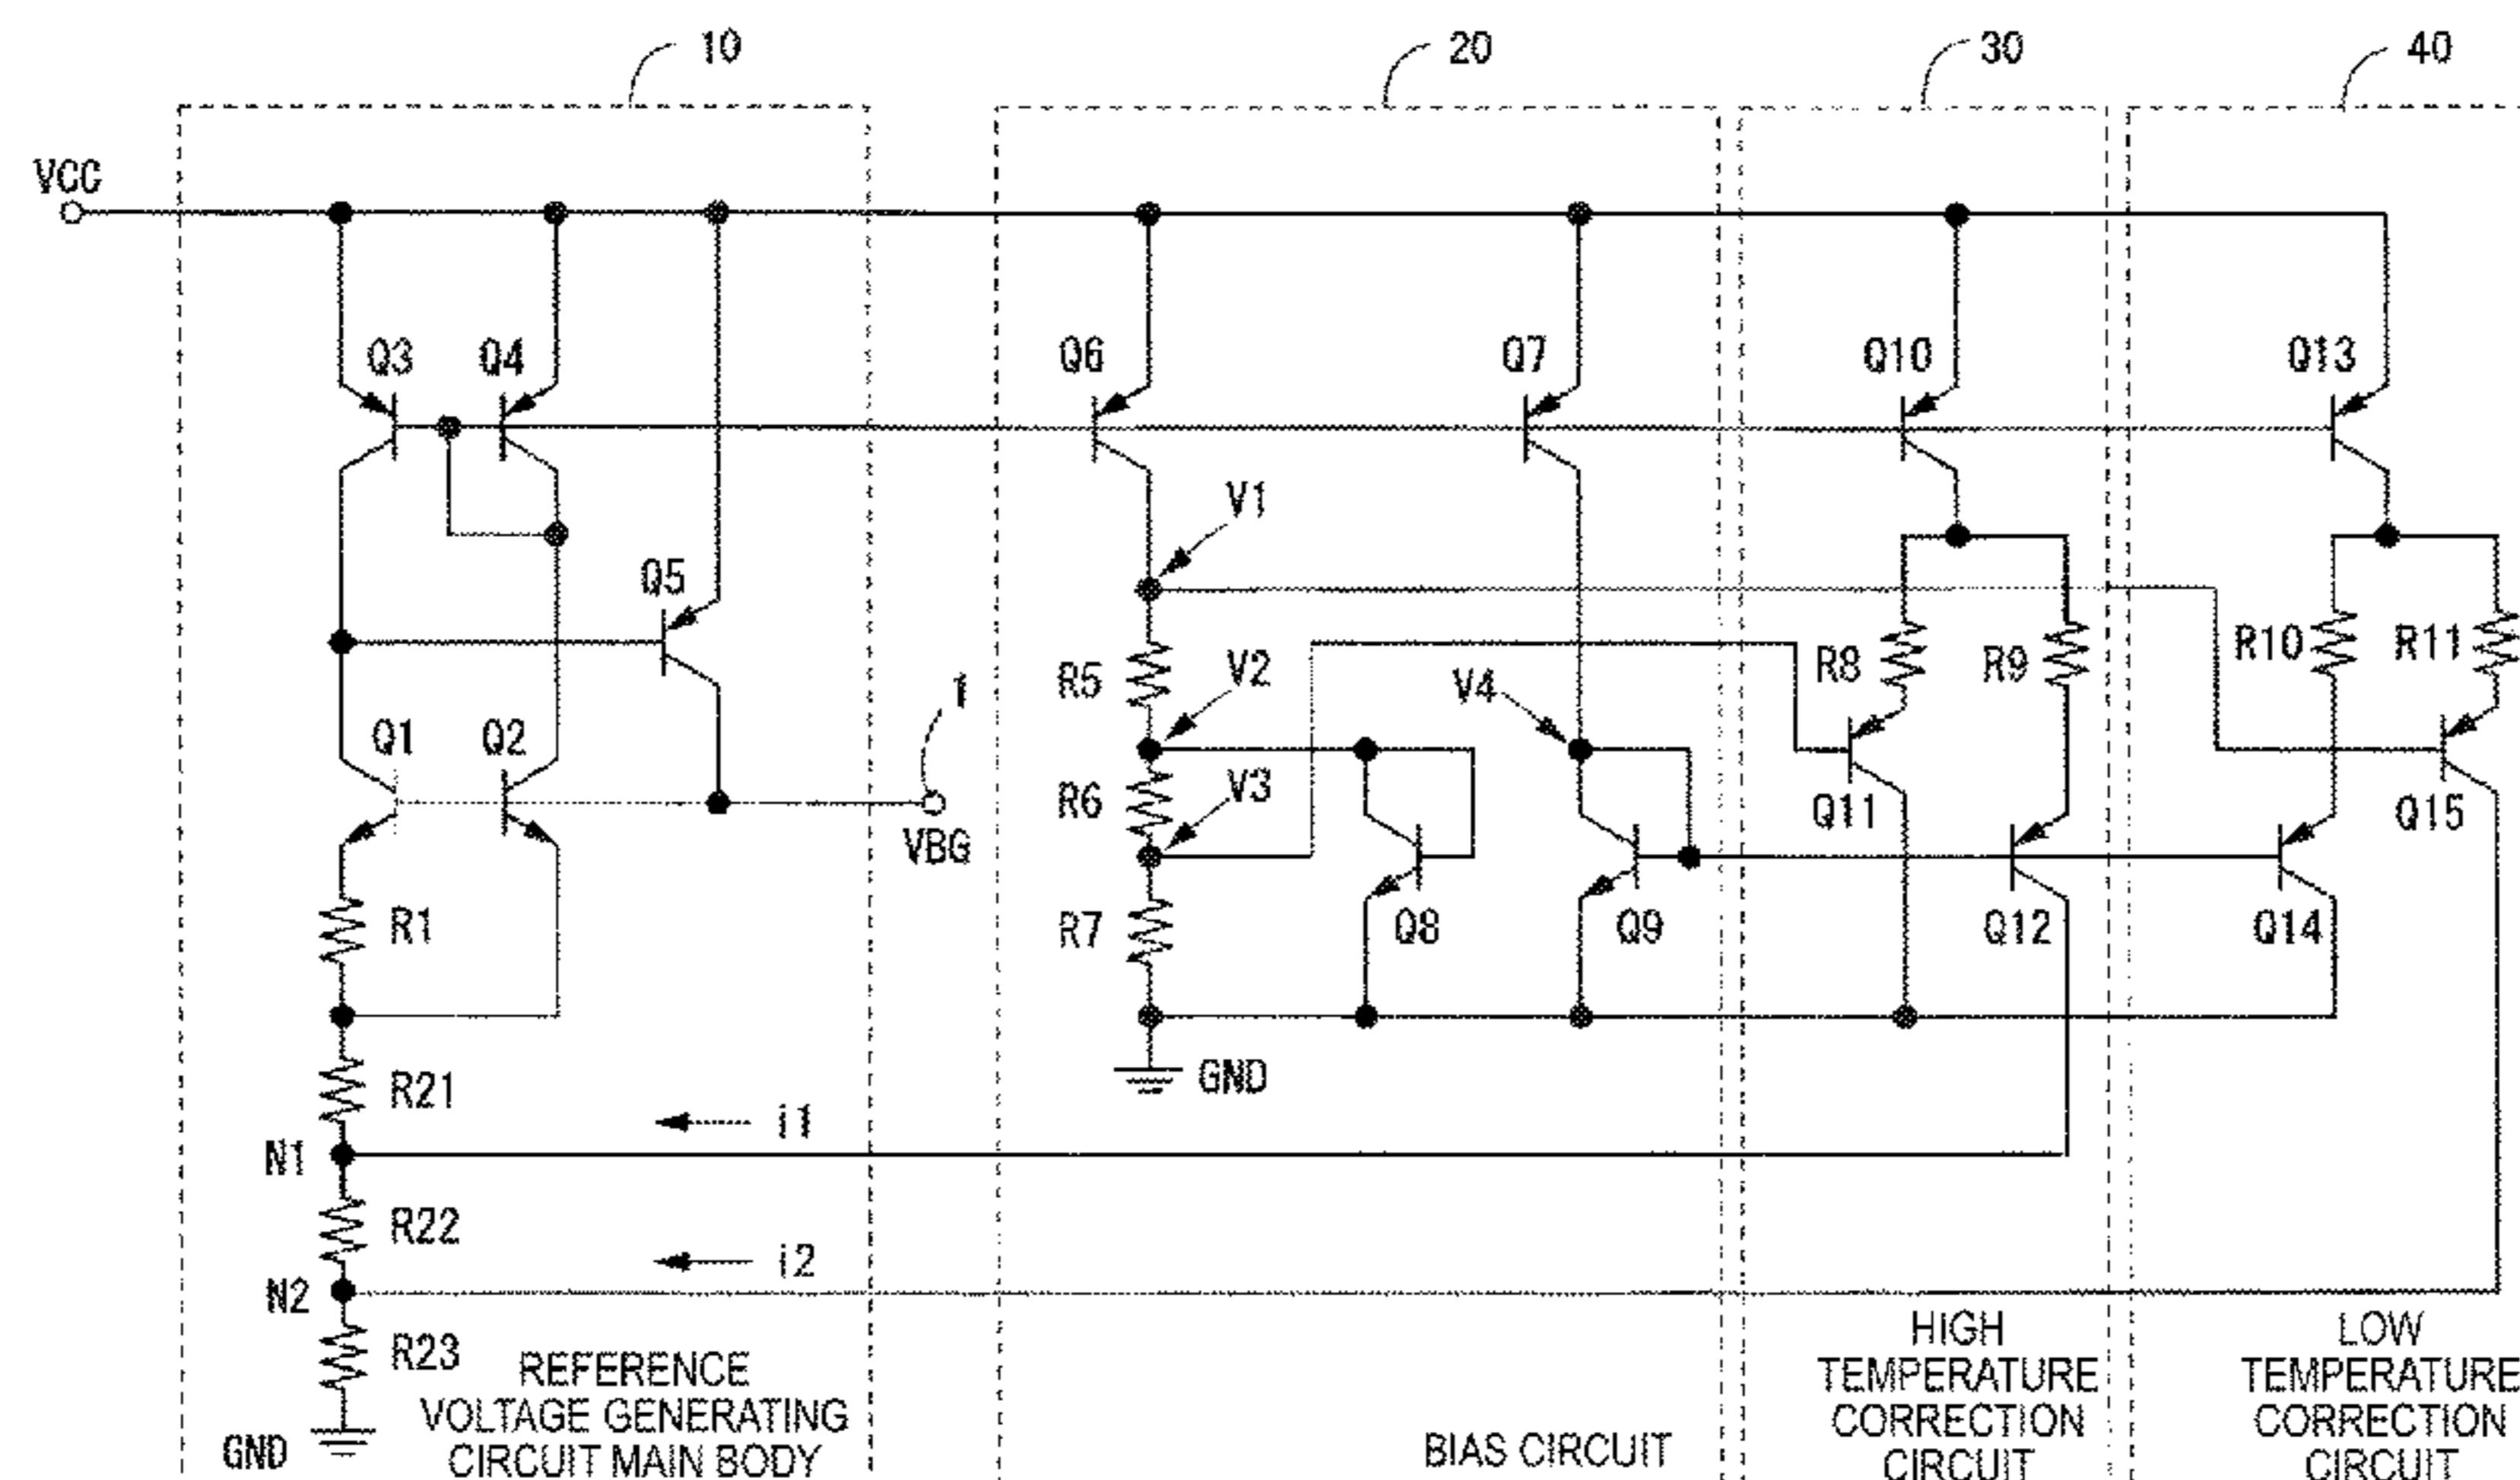 10
20
30
40
VCC
Q3
Q4
Q6
Q7
Q10
Q13
V1
Q5
R5
V2
V4
R8
R9
R10
R11
1
Q1
Q2
R6
V3
Q11
Q15
VBG
R1
R7
Q8
Q9
Q12
Q14
R21
GND
i1
N1
R22
i2
N2
R23
GND
REFERENCE
VOLTAGE GENERATING
CIRCUIT MAIN BODY
BIAS CIRCUIT
HIGH
TEMPERATURE
CORRECTION
CIRCUIT
LOW
TEMPERATURE
CORRECTION
CIRCUIT